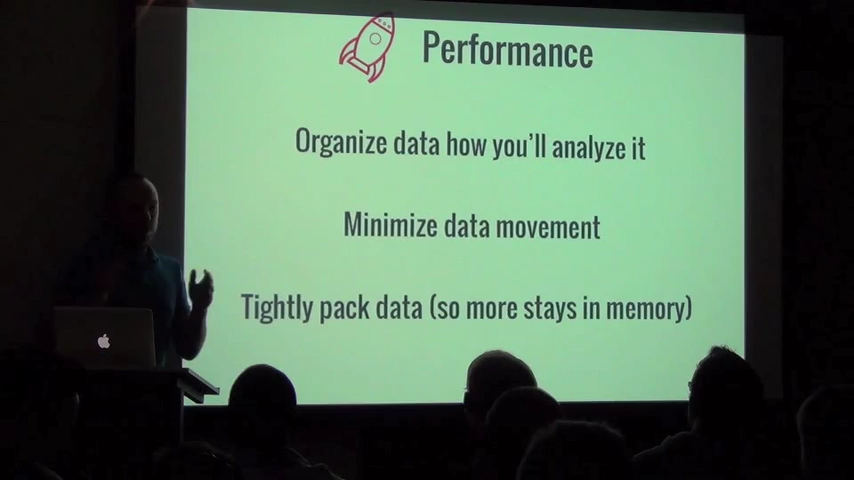 Performance
Organize data how you'll analyze it
Minimize data movement
Tightly pack data (so more stays in memory)